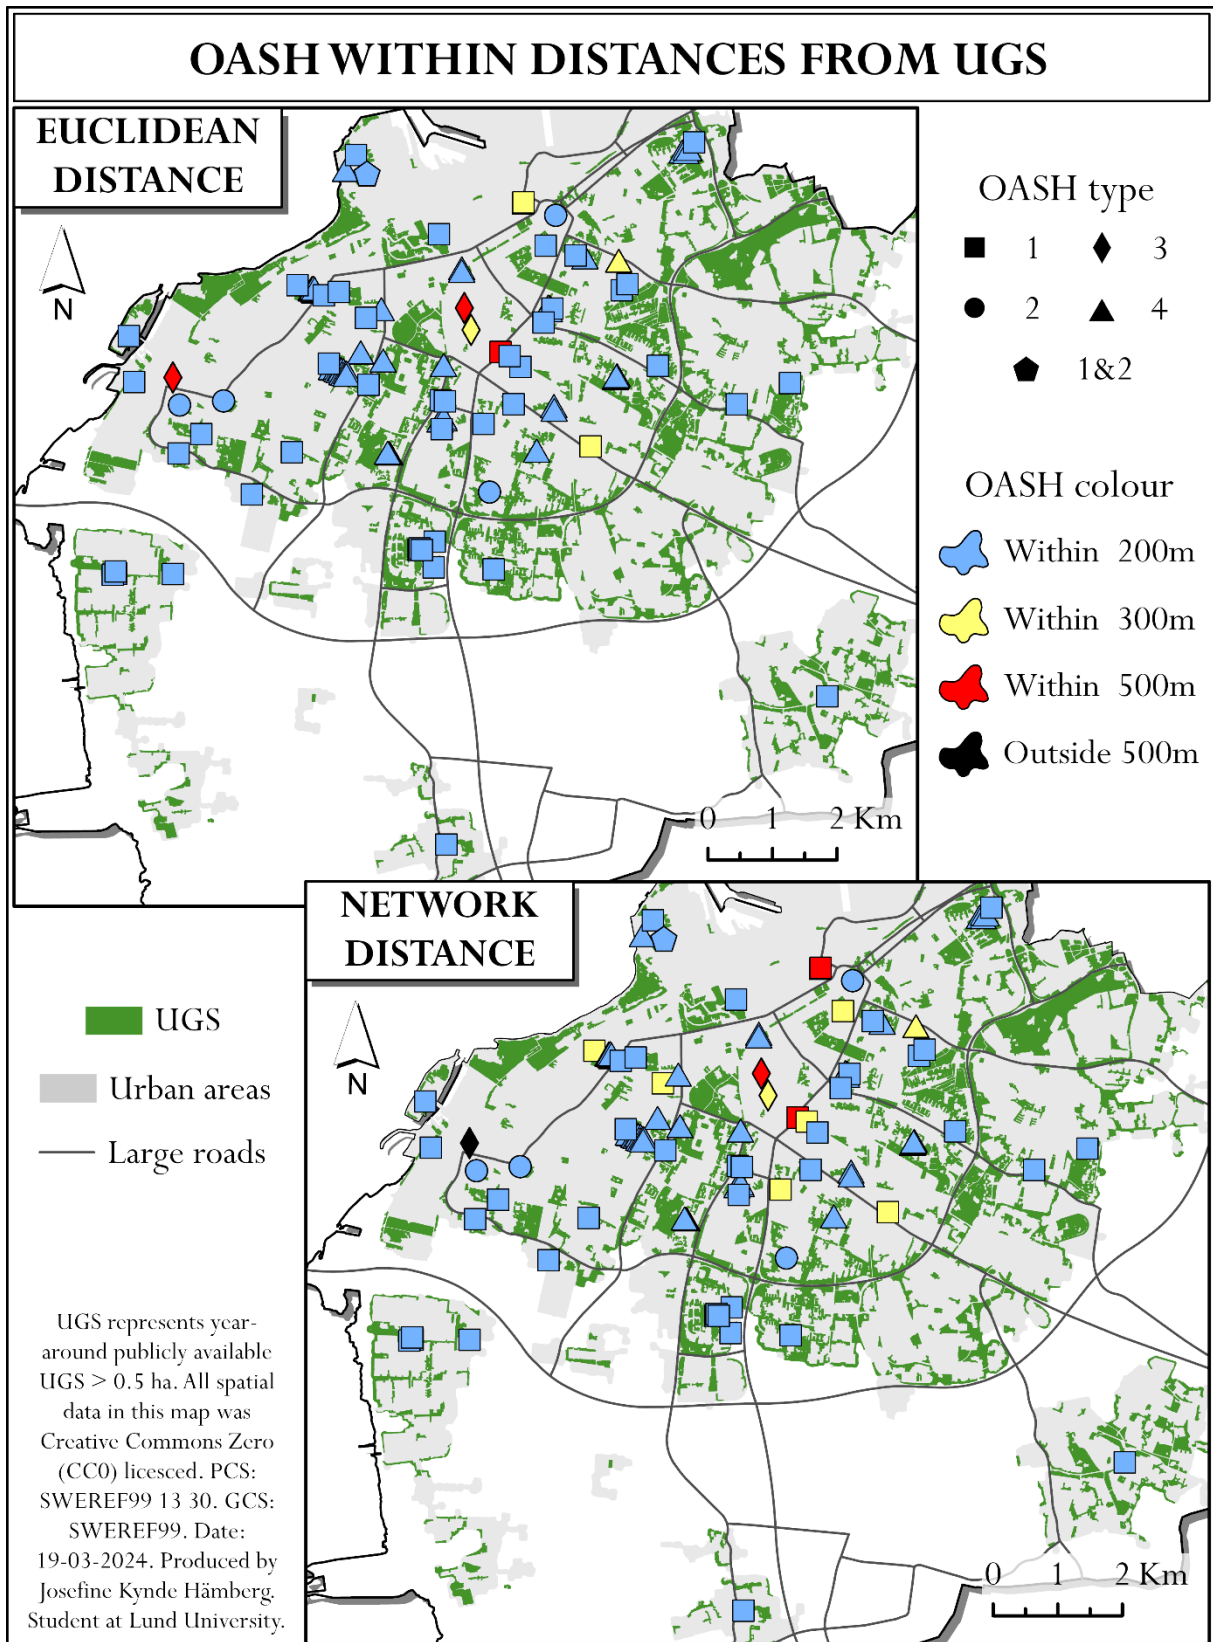 OASH WITHIN DISTANCES FROM UGS
EUCLIDEAN
DISTANCE
N
0 1 2 Km
OASH type
1 3
2 4
1&2
OASH colour
Within 200m
Within 300m
Within 500m
Outside 500m
NETWORK
DISTANCE
N
0 1 2 Km
UGS
Urban areas
Large roads
UGS represents year-
around publicly available
UGS > 0.5 ha. All spatial
data in this map was
Creative Commons Zero
(CC0) licesced. PCS:
SWEREF99 13 30. GCS:
SWEREF99. Date:
19-03-2024. Produced by
Josefine Kynde Hämberg.
Student at Lund University.